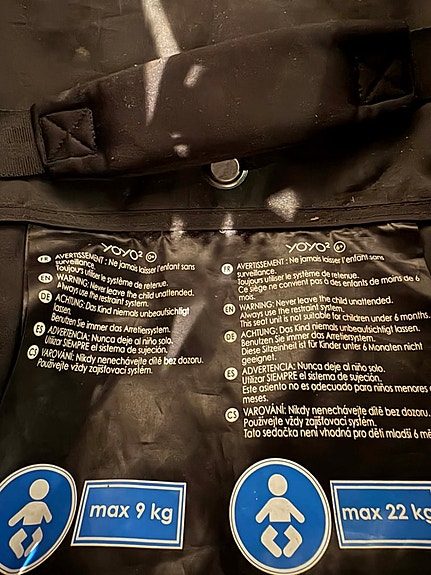 YOYO² 0+
FR AVERTISSEMENT : Ne jamais laisser l'enfant sans
surveillance.
Toujours utiliser le système de retenue.
EN WARNING: Never leave the child unattended.
Always use the restraint system.
DE ACHTUNG: Das Kind niemals unbeaufsichtigt
lassen.
Benutzen Sie immer das Arretiersystem.
ES ADVERTENCIA: Nunca deje al niño solo.
Utilizar SIEMPRE el sistema de sujeción.
CS VAROVÁNÍ: Nikdy nenechávejte dítě bez dozoru.
Používejte vždy zajišťovací systém.
max 9 kg
YOYO² 6+
FR AVERTISSEMENT : Ne jamais laisser l'enfant sans
surveillance.
Toujours utiliser le système de retenue.
Ce siège ne convient pas à des enfants de moins de 6
mois.
EN WARNING: Never leave the child unattended.
Always use the restraint system.
This seat unit is not suitable for children under 6 months.
DE ACHTUNG: Das Kind niemals unbeaufsichtigt lassen.
Benutzen Sie immer das Arretiersystem.
Diese Sitzeinheit ist für Kinder unter 6 Monaten nicht
geeignet.
ES ADVERTENCIA: Nunca deje al niño solo.
Utilizar SIEMPRE el sistema de sujeción.
Este asiento no es adecuado para niños menores
meses.
CS VAROVÁNÍ: Nikdy nenechávejte dítě bez dozoru.
Používejte vždy zajišťovací systém.
Tato sedačka není vhodná pro děti mladší 6
max 22 kg